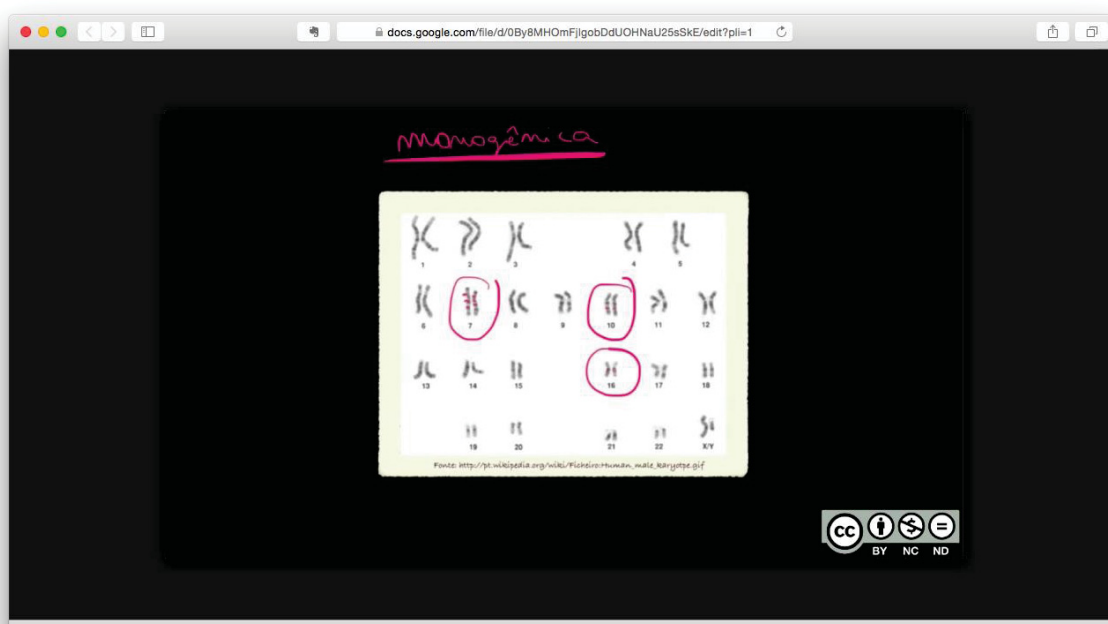 docs.google.com/file/d/0By8MHOmFjlgobDdUOHNaU25sSkE/edit?pli=1
monogênica
1 2 3 4 5
6 7 8 9 10 11 12
13 14 15 16 17 18
19 20 21 22 X/Y
Fonte: http://pt.wikipedia.org/wiki/Ficheiro:Human_male_karyotpe.gif
cc
BY NC ND